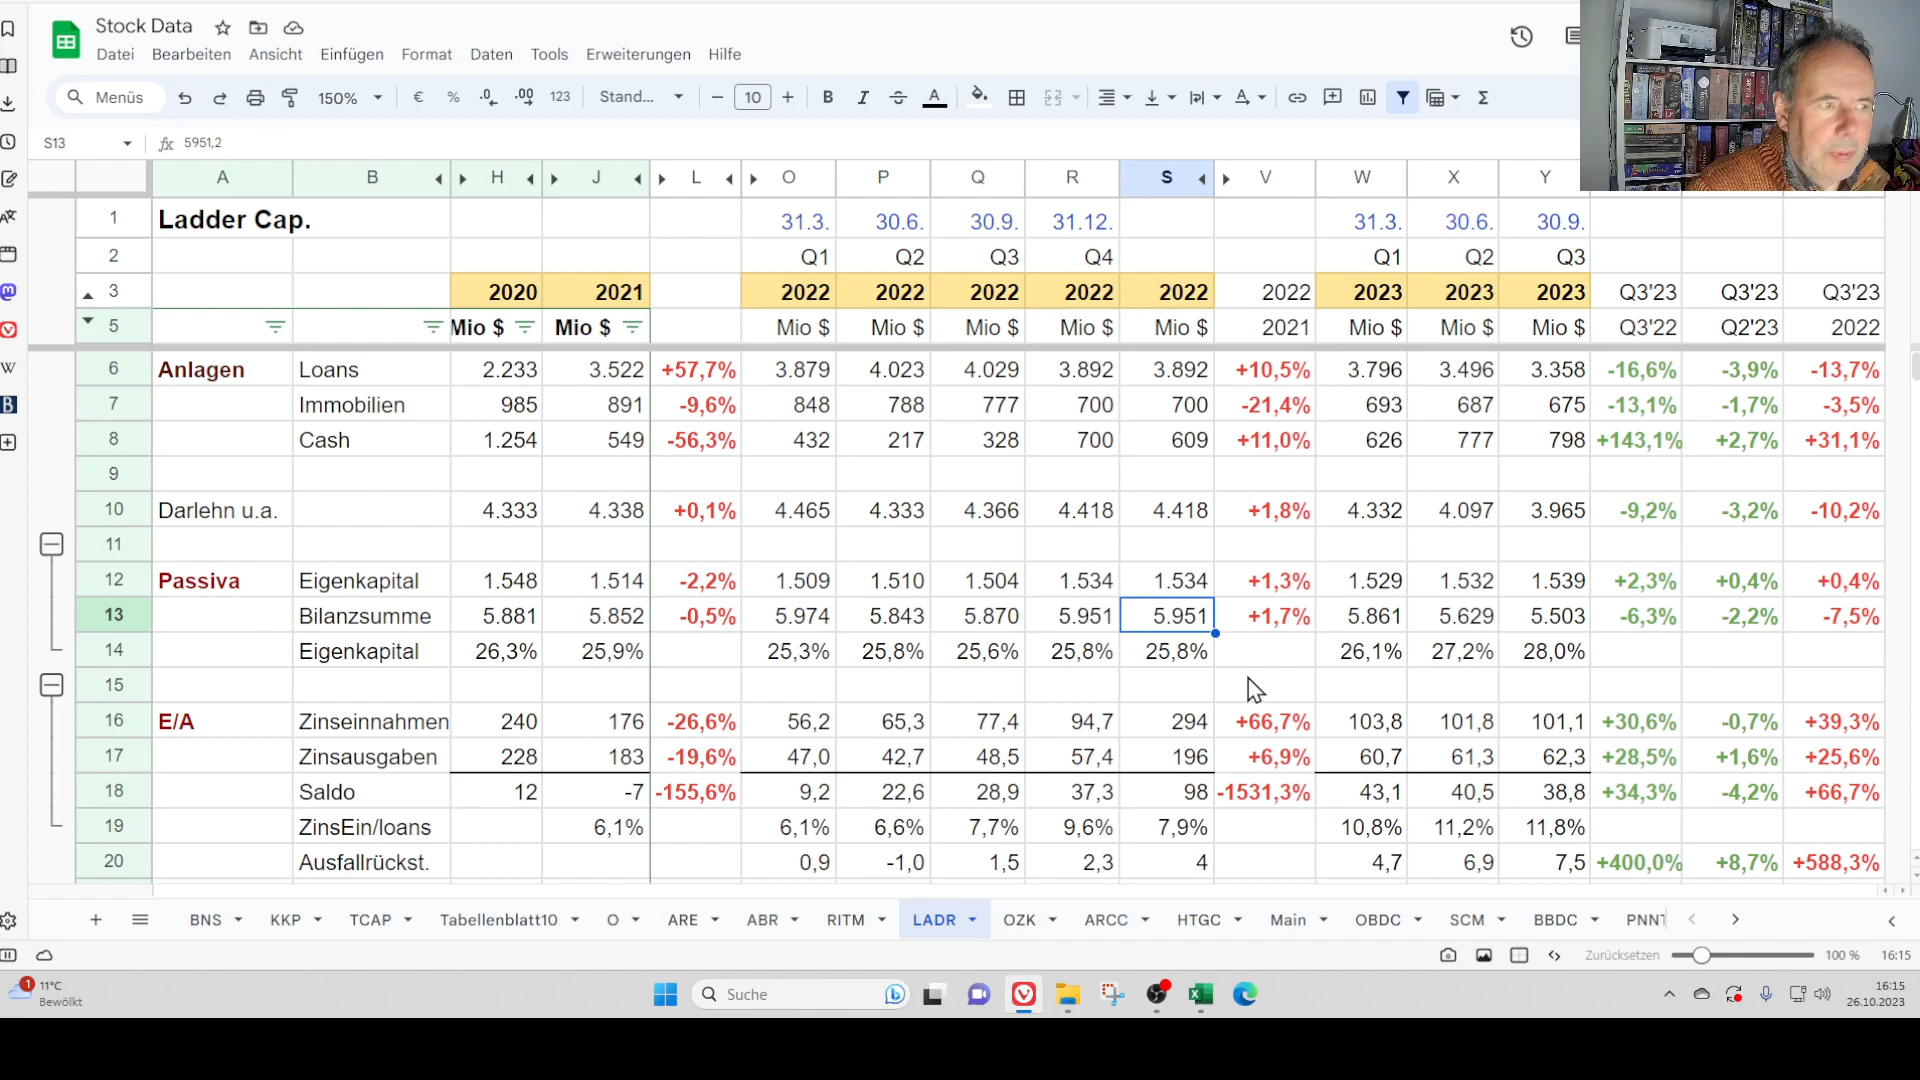 Stock Data
Datei Bearbeiten Ansicht Einfügen Format Daten Tools Erweiterungen Hilfe
Menüs 150% € % .0 .00 123 Stand... 10 B I A Σ
S13 fx 5951,2
A B H J L O P Q R S V W X Y
1 Ladder Cap. 31.3. 30.6. 30.9. 31.12. 31.3. 30.6. 30.9.
2 Q1 Q2 Q3 Q4 Q1 Q2 Q3
3 2020 2021 2022 2022 2022 2022 2022 2022 2023 2023 2023 Q3'23 Q3'23 Q3'23
5 Mio $ Mio $ Mio $ Mio $ Mio $ Mio $ Mio $ 2021 Mio $ Mio $ Mio $ Q3'22 Q2'23 2022
6 Anlagen Loans 2.233 3.522 +57,7% 3.879 4.023 4.029 3.892 3.892 +10,5% 3.796 3.496 3.358 -16,6% -3,9% -13,7%
7 Immobilien 985 891 -9,6% 848 788 777 700 700 -21,4% 693 687 675 -13,1% -1,7% -3,5%
8 Cash 1.254 549 -56,3% 432 217 328 700 609 +11,0% 626 777 798 +143,1% +2,7% +31,1%
9
10 Darlehn u.a. 4.333 4.338 +0,1% 4.465 4.333 4.366 4.418 4.418 +1,8% 4.332 4.097 3.965 -9,2% -3,2% -10,2%
11
12 Passiva Eigenkapital 1.548 1.514 -2,2% 1.509 1.510 1.504 1.534 1.534 +1,3% 1.529 1.532 1.539 +2,3% +0,4% +0,4%
13 Bilanzsumme 5.881 5.852 -0,5% 5.974 5.843 5.870 5.951 5.951 +1,7% 5.861 5.629 5.503 -6,3% -2,2% -7,5%
14 Eigenkapital 26,3% 25,9% 25,3% 25,8% 25,6% 25,8% 25,8% 26,1% 27,2% 28,0%
15
16 E/A Zinseinnahmen 240 176 -26,6% 56,2 65,3 77,4 94,7 294 +66,7% 103,8 101,8 101,1 +30,6% -0,7% +39,3%
17 Zinsausgaben 228 183 -19,6% 47,0 42,7 48,5 57,4 196 +6,9% 60,7 61,3 62,3 +28,5% +1,6% +25,6%
18 Saldo 12 -7 -155,6% 9,2 22,6 28,9 37,3 98 -1531,3% 43,1 40,5 38,8 +34,3% -4,2% +66,7%
19 ZinsEin/loans 6,1% 6,1% 6,6% 7,7% 9,6% 7,9% 10,8% 11,2% 11,8%
20 Ausfallrückst. 0,9 -1,0 1,5 2,3 4 4,7 6,9 7,5 +400,0% +8,7% +588,3%
BNS KKP TCAP Tabellenblatt10 O ARE ABR RITM LADR OZK ARCC HTGC Main OBDC SCM BBDC PNNT
Zurücksetzen 100 % 16:15
1 11°C
Bewölkt
Suche
16:15
26.10.2023